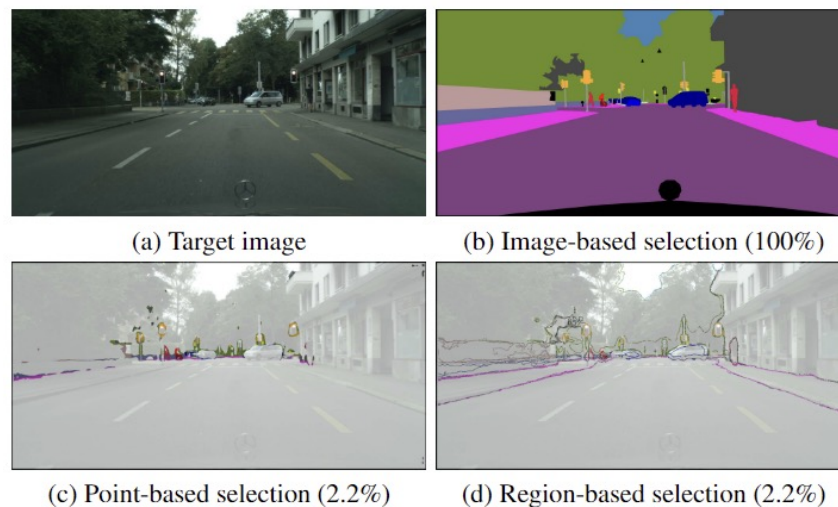 (a) Target image
(b) Image-based selection (100%)
(c) Point-based selection (2.2%)
(d) Region-based selection (2.2%)